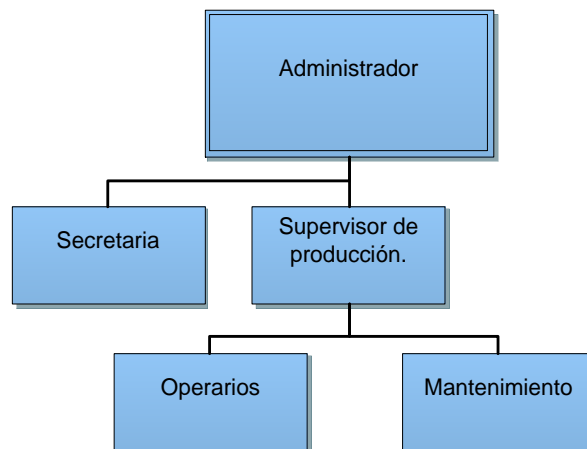 Administrador
Secretaria
Supervisor de
producción.
Operarios
Mantenimiento